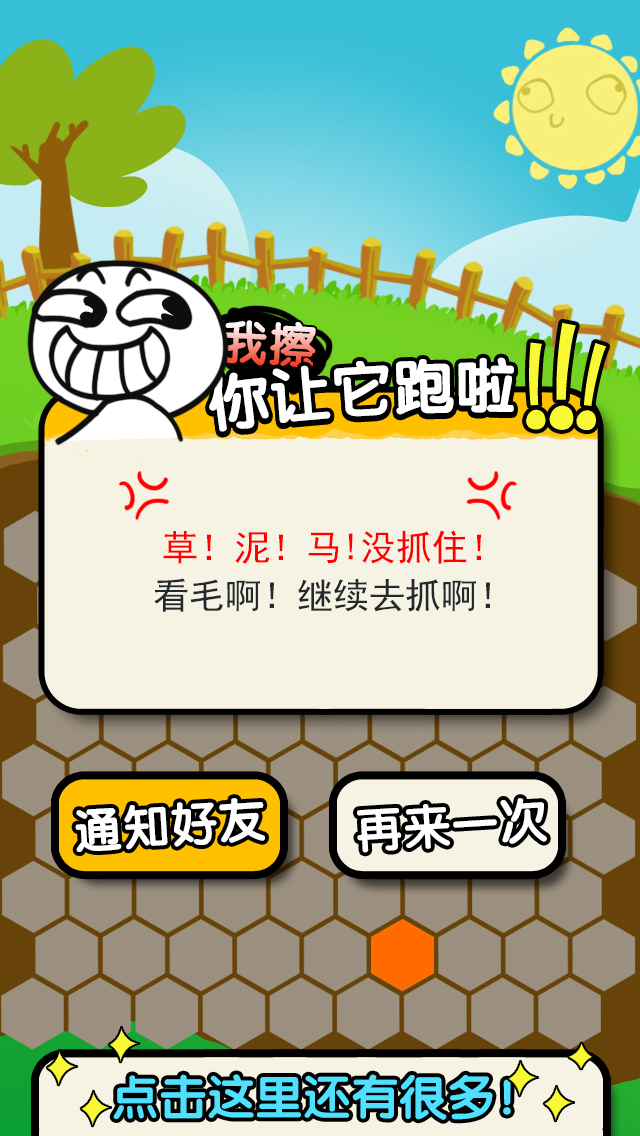 我擦
你让它跑啦!!!
草！泥！马！没抓住！
看毛啊！继续去抓啊！
通知好友
再来一次
点击这里还有很多！